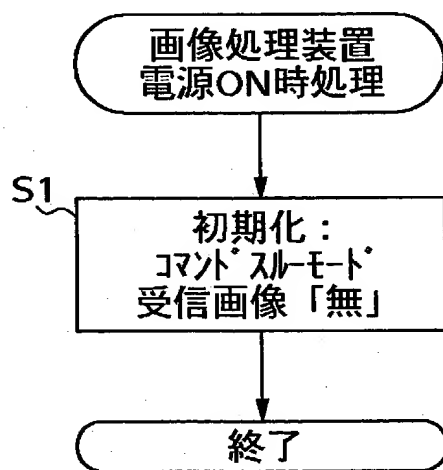 画像処理装置
電源ON時処理
S1
初期化：
ｺﾏﾝﾄﾞｽﾙｰﾓｰﾄﾞ
受信画像「無」
終了